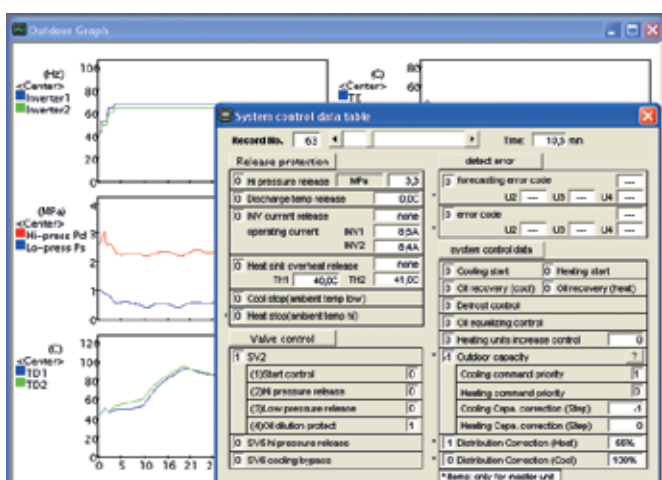 Outdoor Graph
(Hz)
<Center>
Inverter1
Inverter2
100
80
60
40
20
0
(C)
<Center>
80
60
(MPa)
<Center>
Hi-press Pd
Lo-press Ps
4
3
2
1
0
(C)
<Center>
TD1
TD2
120
100
80
60
40
20
0
0 5 10 16 21
System control data table
Record No. 63 Time: 10,5 mn
Release protection
0 Hi pressure release MPa 3,3
0 Discharge temp release 0,0C
0 INV current release none
operating current INV1 8,5A
INV2 8,4A
0 Heat sink overheat release none
TH1 40,0C TH2 41,0C
0 Cool stop(ambient temp low)
* 0 Heat stop(ambient temp hi)
Valve control
1 SV2
(1)Start control 0
(2)Hi pressure release 0
(3)Low pressure release 0
(4)Oil dilution protect 1
0 SV5 hi pressure release
0 SV6 cooling bypass
detect error
0 forecasting error code ---
* U2 --- U3 --- U4 ---
0 error code ---
* U2 --- U3 --- U4 ---
system control data
0 Cooling start 0 Heating start
0 Oil recovery (cool) 0 Oil recovery (heat)
0 Defrost control
0 Oil equalizing control
0 Heating units increase control 0
* -1 Outdoor capacity ?
Cooling command priority 1
Heating command priority 0
Cooling Capa. correction (Step) -1
Heating Capa. correction (Step) 0
* 1 Distribution Correction (Heat)
* 0 Distribution Correction (Cool) 100%
*Items: only for master unit